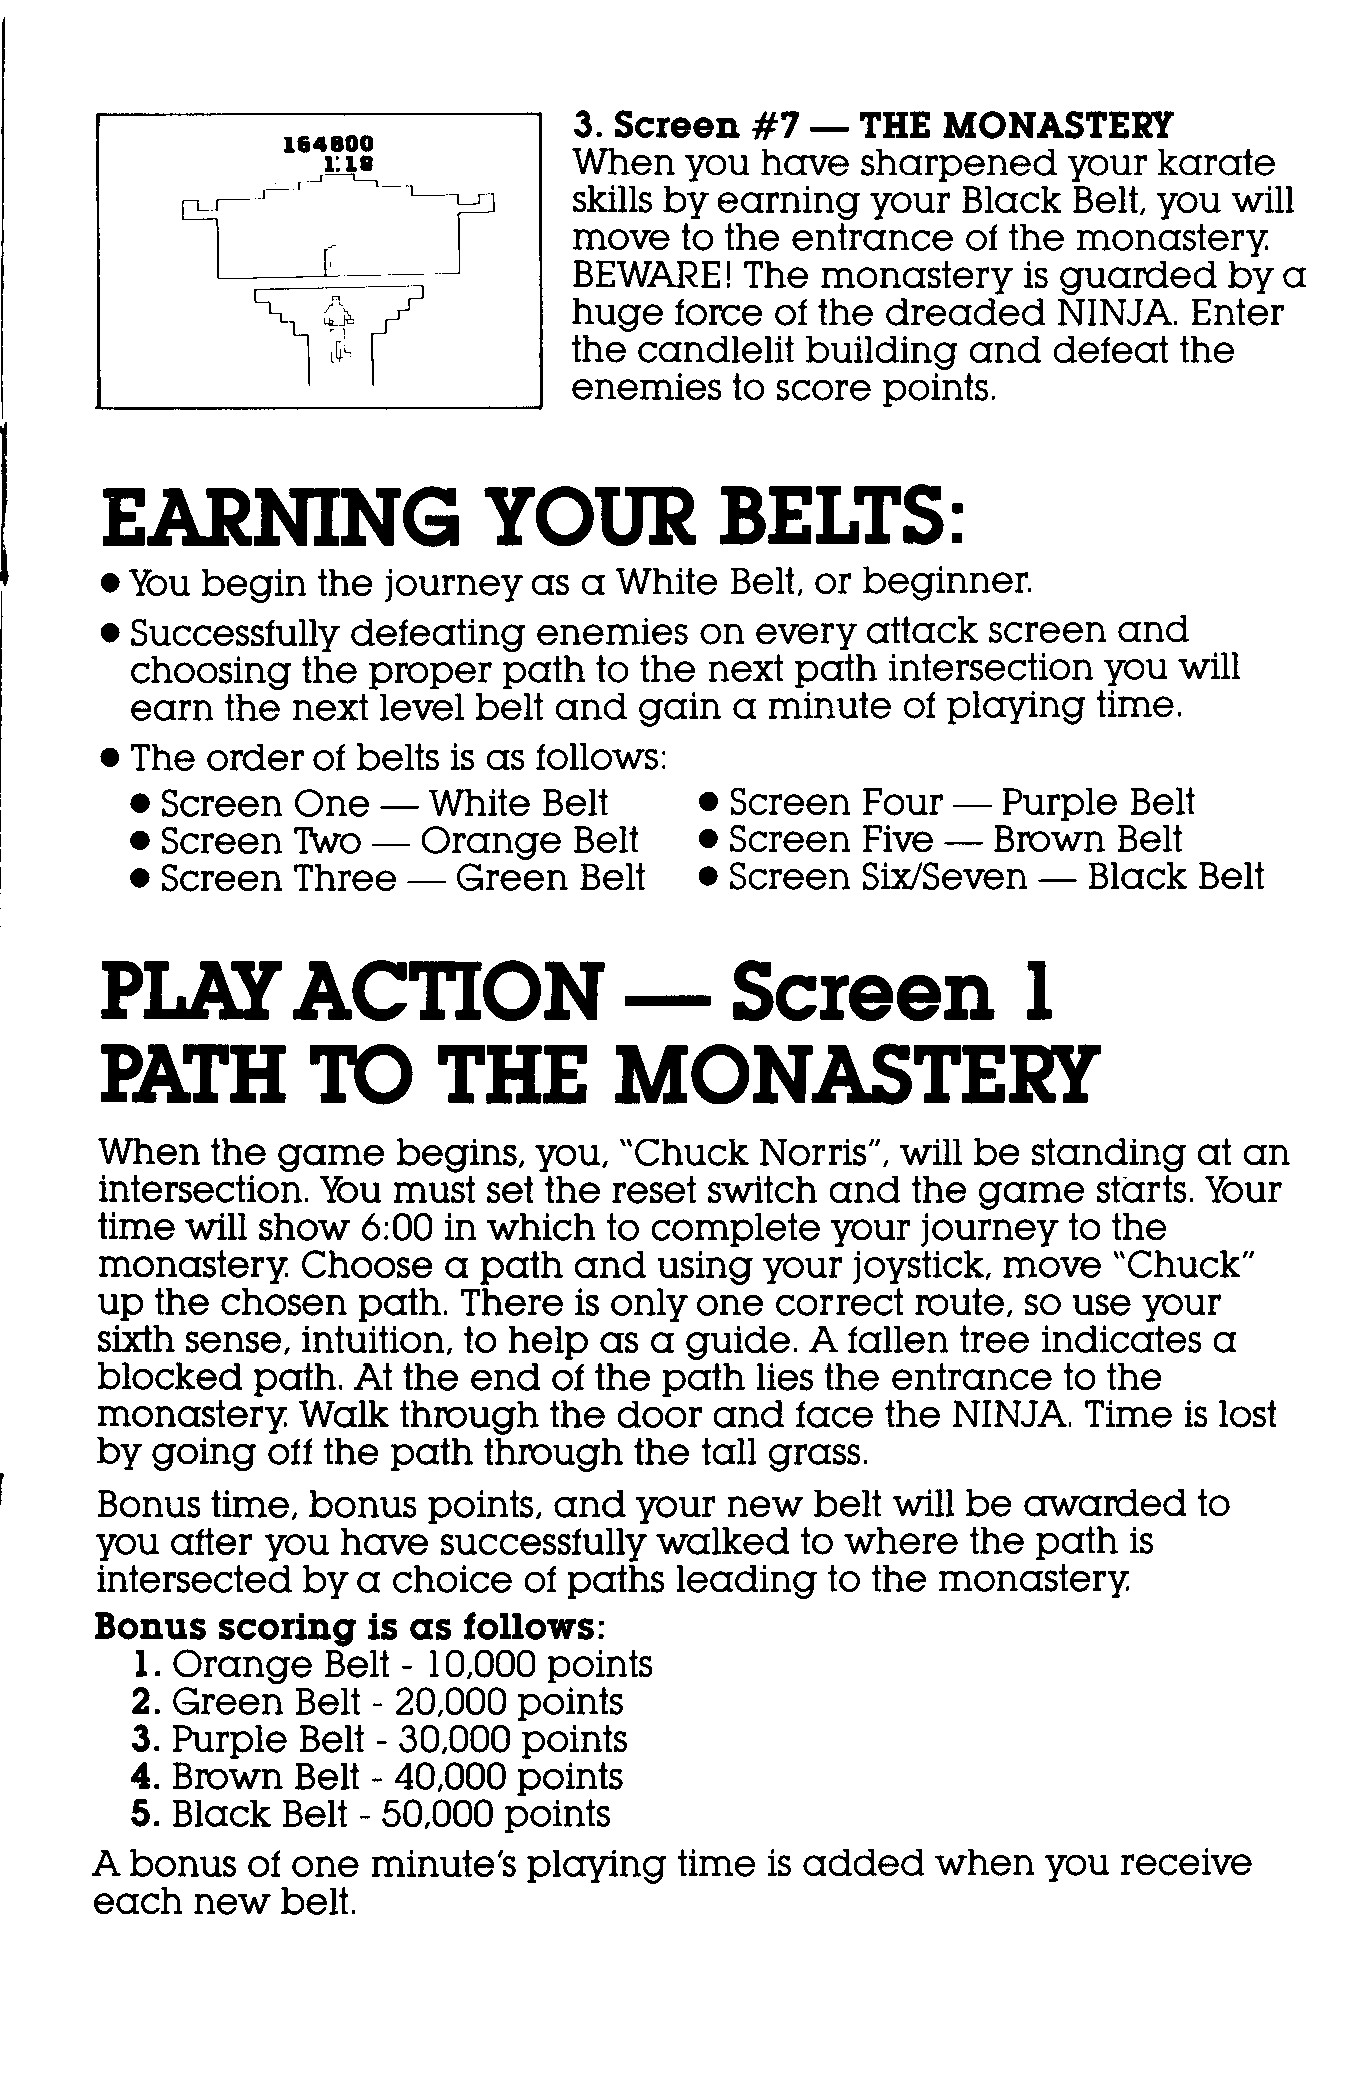 164800
1:18
3. Screen #7 — THE MONASTERY
When you have sharpened your karate
skills by earning your Black Belt, you will
move to the entrance of the monastery.
BEWARE! The monastery is guarded by a
huge force of the dreaded NINJA. Enter
the candlelit building and defeat the
enemies to score points.
EARNING YOUR BELTS:
● You begin the journey as a White Belt, or beginner.
● Successfully defeating enemies on every attack screen and
choosing the proper path to the next path intersection you will
earn the next level belt and gain a minute of playing time.
● The order of belts is as follows:
● Screen One — White Belt
● Screen Two — Orange Belt
● Screen Three — Green Belt
● Screen Four — Purple Belt
● Screen Five — Brown Belt
● Screen Six/Seven — Black Belt
PLAY ACTION — Screen 1
PATH TO THE MONASTERY
When the game begins, you, "Chuck Norris", will be standing at an
intersection. You must set the reset switch and the game starts. Your
time will show 6:00 in which to complete your journey to the
monastery. Choose a path and using your joystick, move "Chuck"
up the chosen path. There is only one correct route, so use your
sixth sense, intuition, to help as a guide. A fallen tree indicates a
blocked path. At the end of the path lies the entrance to the
monastery. Walk through the door and face the NINJA. Time is lost
by going off the path through the tall grass.
Bonus time, bonus points, and your new belt will be awarded to
you after you have successfully walked to where the path is
intersected by a choice of paths leading to the monastery.
Bonus scoring is as follows:
1. Orange Belt - 10,000 points
2. Green Belt - 20,000 points
3. Purple Belt - 30,000 points
4. Brown Belt - 40,000 points
5. Black Belt - 50,000 points
A bonus of one minute's playing time is added when you receive
each new belt.